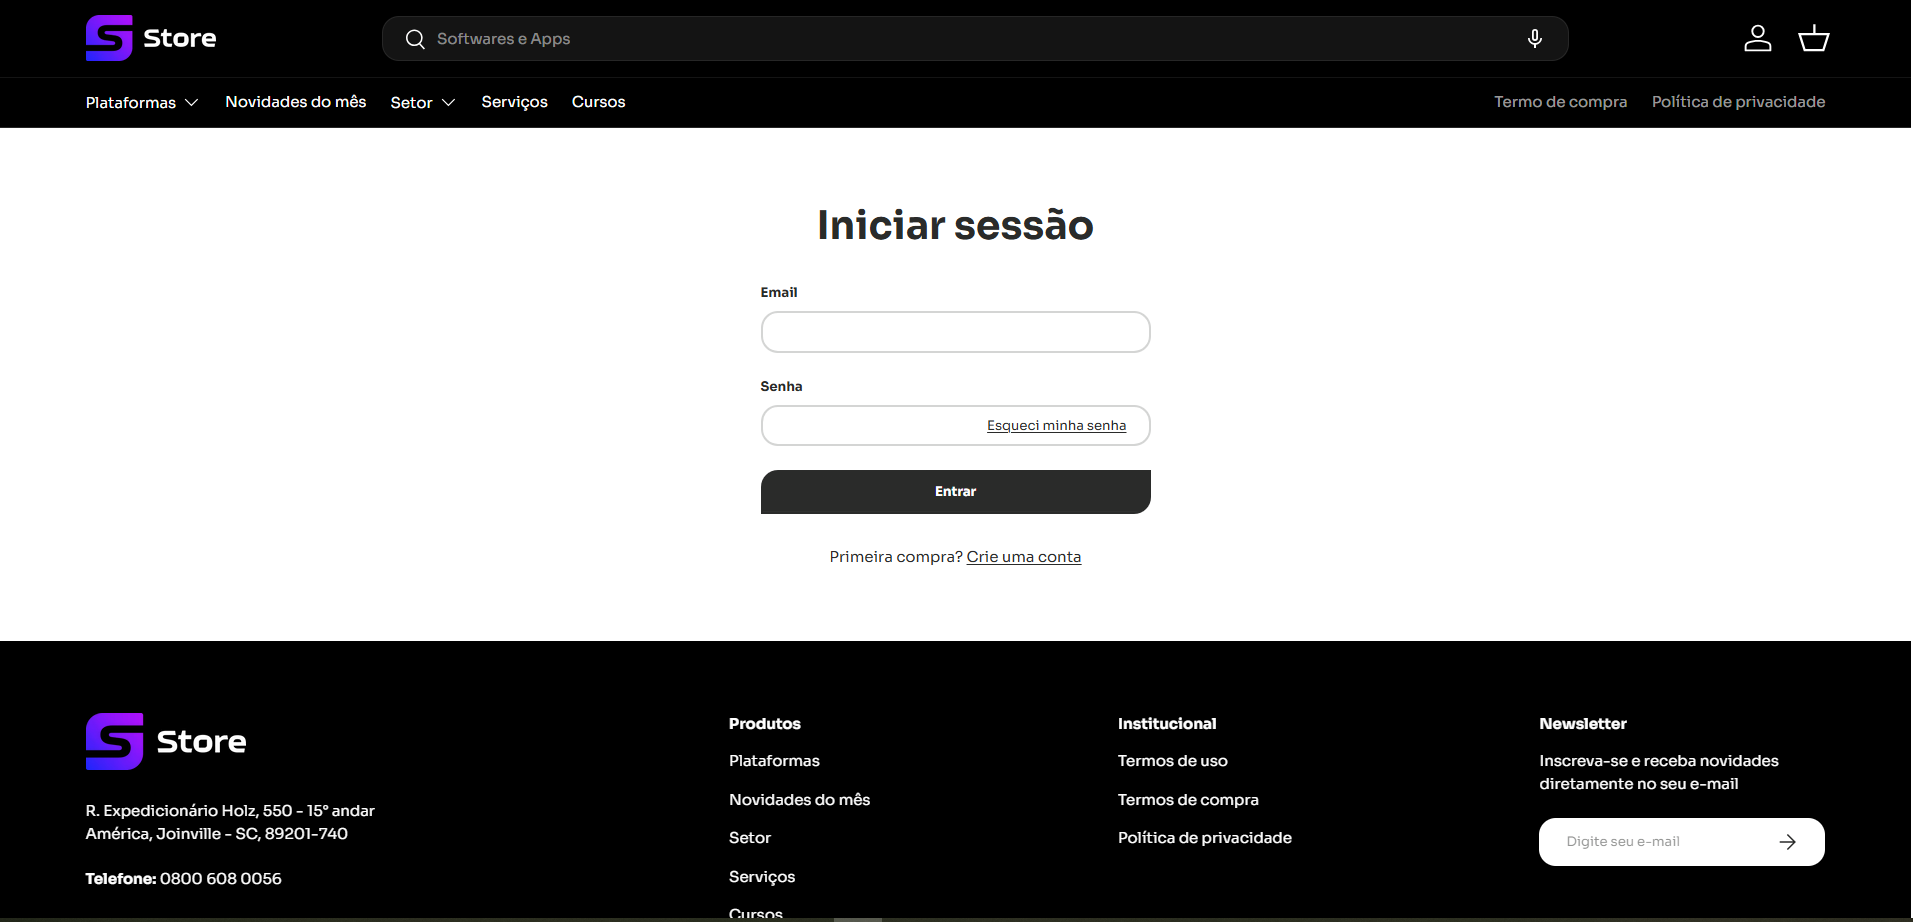 Store
Softwares e Apps
Plataformas
Novidades do mês
Setor
Serviços
Cursos
Termo de compra
Política de privacidade
Iniciar sessão
Email
Senha
Esqueci minha senha
Entrar
Primeira compra? Crie uma conta
Store
R. Expedicionário Holz, 550 - 15° andar
América, Joinville - SC, 89201-740
Telefone: 0800 608 0056
Produtos
Plataformas
Novidades do mês
Setor
Serviços
Cursos
Institucional
Termos de uso
Termos de compra
Política de privacidade
Newsletter
Inscreva-se e receba novidades
diretamente no seu e-mail
Digite seu e-mail